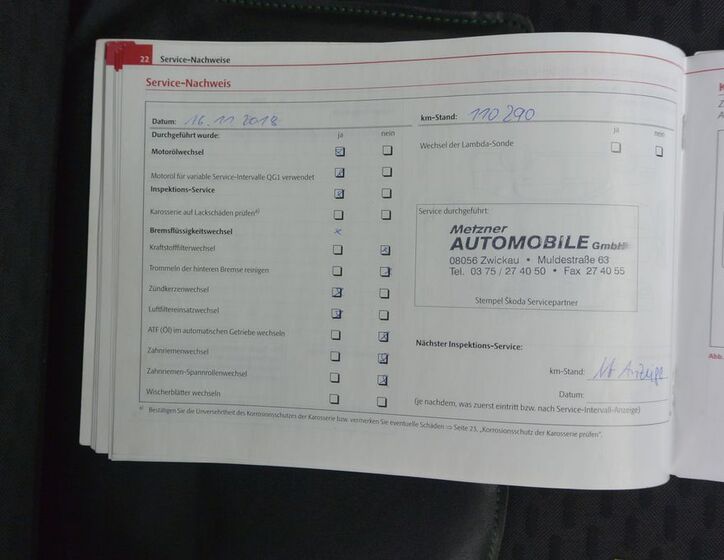 22 Service-Nachweise
Service-Nachweis
Datum: 16.11.2018
km-Stand: 110 290
Durchgeführt wurde: ja nein
ja nein
Motorölwechsel
Wechsel der Lambda-Sonde
Motoröl für variable Service-Intervalle QG1 verwendet
Inspektions-Service
Karosserie auf Lackschäden prüfen a)
Bremsflüssigkeitswechsel x
Kraftstofffilterwechsel
Trommeln der hinteren Bremse reinigen
Zündkerzenwechsel
Luftfiltereinsatzwechsel
ATF (Öl) im automatischen Getriebe wechseln
Zahnriemenwechsel
Zahnriemen-Spannrollenwechsel
Wischerblätter wechseln
Service durchgeführt:
Metzner
AUTOMOBILE GmbH
08056 Zwickau • Muldestraße 63
Tel. 03 75 / 27 40 50 • Fax 27 40 55
Stempel Škoda Servicepartner
Nächster Inspektions-Service:
km-Stand: Anzeige
Datum:
(je nachdem, was zuerst eintritt bzw. nach Service-Intervall-Anzeige)
a) Bestätigen Sie die Unversehrtheit des Korrosionsschutzes der Karosserie bzw. vermerken Sie eventuelle Schäden ⇒ Seite 23, „Korrosionsschutz der Karosserie prüfen“.
Abb.